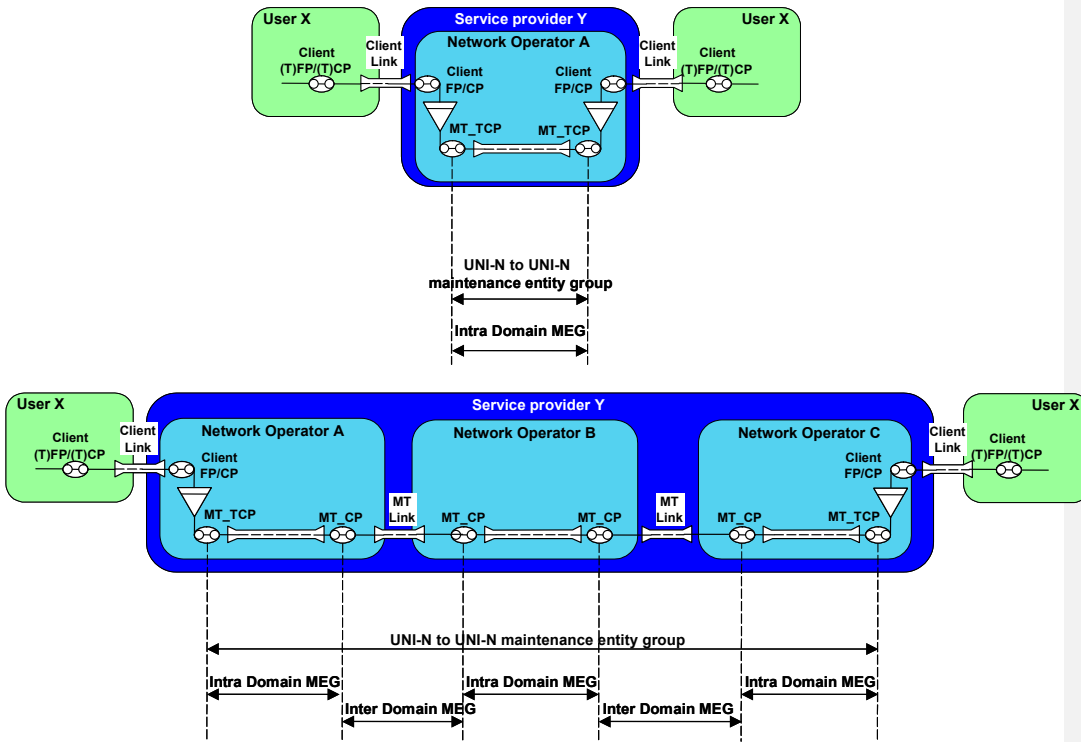 User X
Service provider Y
User X
Network Operator A
Client
(T)FP/(T)CP
Client
Link
Client
FP/CP
Client
FP/CP
Client
Link
Client
(T)FP/(T)CP
MT_TCP
MT_TCP
UNI-N to UNI-N
maintenance entity group
Intra Domain MEG
User X
Service provider Y
User X
Client
(T)FP/(T)CP
Client
Link
Network Operator A
Network Operator B
Network Operator C
Client
Link
Client
(T)FP/(T)CP
Client
FP/CP
Client
FP/CP
MT_TCP
MT_CP
MT
Link
MT_CP
MT_CP
MT
Link
MT_CP
MT_TCP
UNI-N to UNI-N maintenance entity group
Intra Domain MEG
Intra Domain MEG
Intra Domain MEG
Inter Domain MEG
Inter Domain MEG